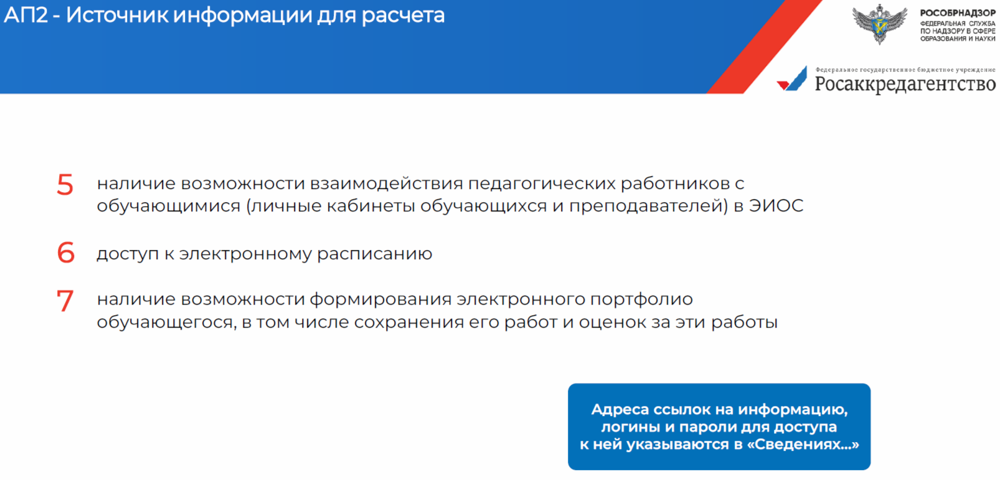 АП2 - Источник информации для расчета
РОСОБРНАДЗОР
ФЕДЕРАЛЬНАЯ СЛУЖБА
ПО НАДЗОРУ В СФЕРЕ
ОБРАЗОВАНИЯ И НАУКИ
Федеральное государственное бюджетное учреждение
Росаккредагентство
5 наличие возможности взаимодействия педагогических работников с
обучающимися (личные кабинеты обучающихся и преподавателей) в ЭИОС
6 доступ к электронному расписанию
7 наличие возможности формирования электронного портфолио
обучающегося, в том числе сохранения его работ и оценок за эти работы
Адреса ссылок на информацию,
логины и пароли для доступа
к ней указываются в «Сведениях...»